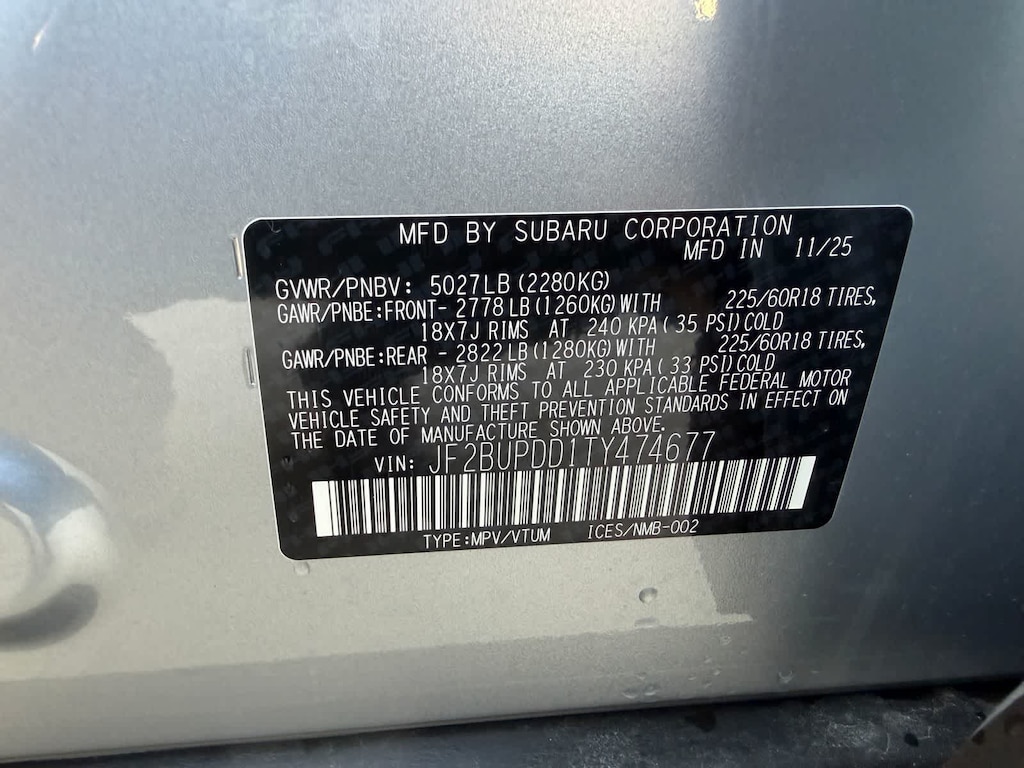 MFD BY SUBARU CORPORATION
MFD IN 11/25
GVWR/PNBV: 5027LB (2280KG)
GAWR/PNBE:FRONT- 2778 LB (1260KG) WITH 225/60R18 TIRES,
18X7J RIMS AT 240 KPA (35 PSI) COLD
GAWR/PNBE:REAR - 2822 LB (1280KG) WITH 225/60R18 TIRES,
18X7J RIMS AT 230 KPA (33 PSI) COLD
THIS VEHICLE CONFORMS TO ALL APPLICABLE FEDERAL MOTOR
VEHICLE SAFETY AND THEFT PREVENTION STANDARDS IN EFFECT ON
THE DATE OF MANUFACTURE SHOWN ABOVE.
VIN: JF2BUPDD1TY474677
TYPE:MPV/VTUM ICES/NMB-002